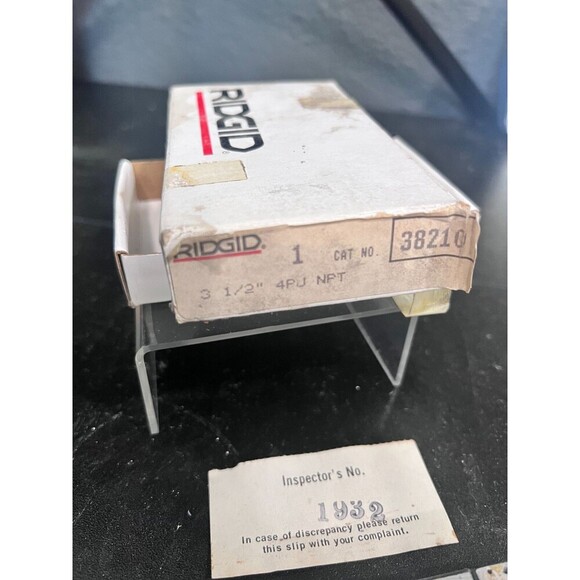 RIDGID
RIDGID. 1 CAT NO. 38210
3 1/2" 4PJ NPT
Inspector's No.
1932
In case of discrepancy please return
this slip with your complaint.